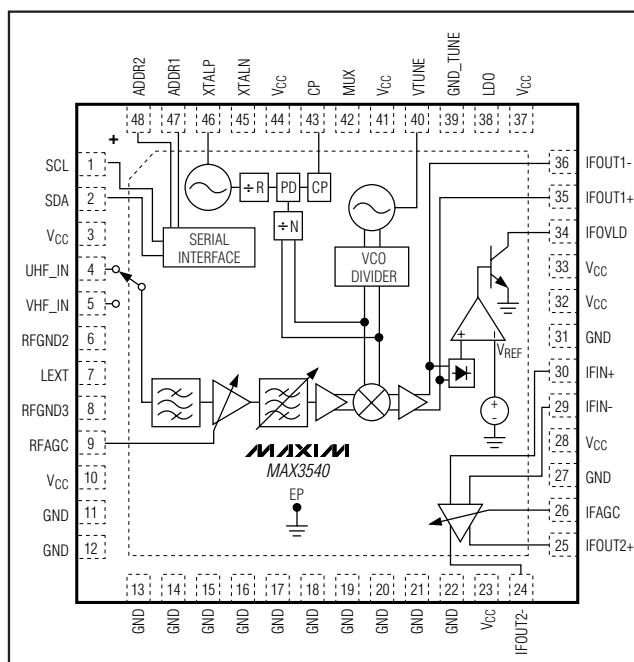 ADDR2
ADDR1
XTALP
XTALN
VCC
CP
MUX
VCC
VTUNE
GND_TUNE
LDO
VCC
48
47
46
45
44
43
42
41
40
39
38
37
+
SCL
1
SDA
2
VCC
3
UHF_IN
4
VHF_IN
5
RFGND2
6
LEXT
7
RFGND3
8
RFAGC
9
VCC
10
GND
11
GND
12
÷R
PD
CP
÷N
SERIAL
INTERFACE
VCO
DIVIDER
+
-
VREF
+
-
MAXIM
MAX3540
EP
36
IFOUT1-
35
IFOUT1+
34
IFOVLD
33
VCC
32
VCC
31
GND
30
IFIN+
29
IFIN-
28
VCC
27
GND
26
IFAGC
25
IFOUT2+
13
14
15
16
17
18
19
20
21
22
23
24
GND
GND
GND
GND
GND
GND
GND
GND
GND
GND
VCC
IFOUT2-